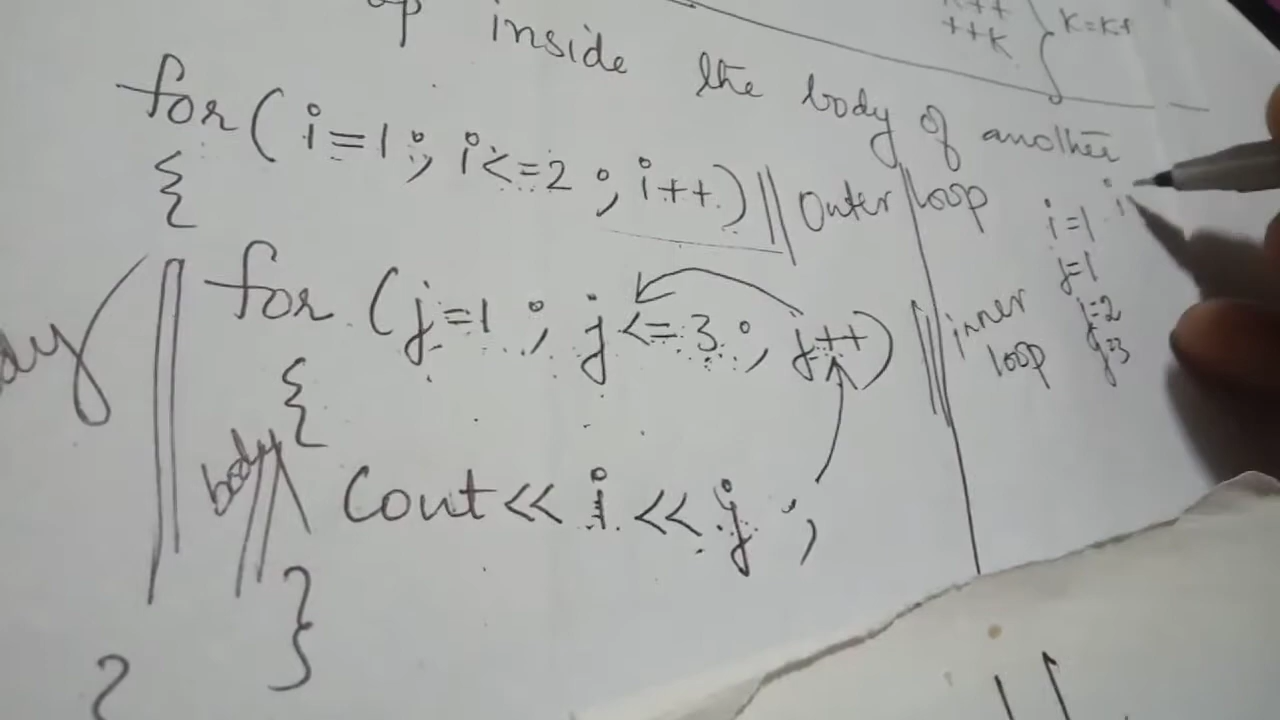 K++
++K
inside the body of another
for(i=1; i<=2; i++) || Outer loop
{
for (j=1; j<=3; j++) || inner loop
{
body
Cout<< i << j ;
}
i=1
j=1
j=2
j=3
i